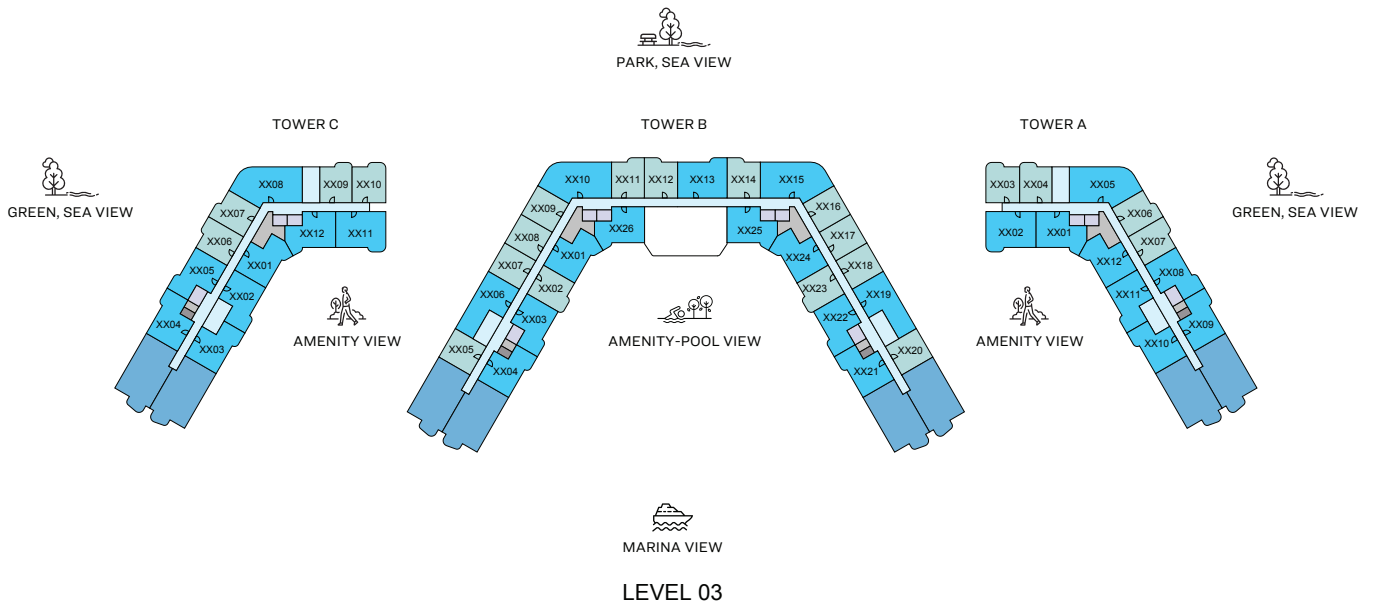 PARK, SEA VIEW
TOWER C
TOWER B
TOWER A
GREEN, SEA VIEW
GREEN, SEA VIEW
XX08
XX09
XX10
XX07
XX06
XX12
XX11
XX05
XX01
XX04
XX02
XX03
XX10
XX11
XX12
XX13
XX14
XX15
XX09
XX16
XX08
XX26
XX25
XX17
XX07
XX01
XX24
XX18
XX06
XX02
XX23
XX19
XX03
XX22
XX05
XX20
XX04
XX21
XX03
XX04
XX05
XX06
XX02
XX01
XX07
XX12
XX08
XX11
XX09
XX10
AMENITY VIEW
AMENITY-POOL VIEW
AMENITY VIEW
MARINA VIEW
LEVEL 03